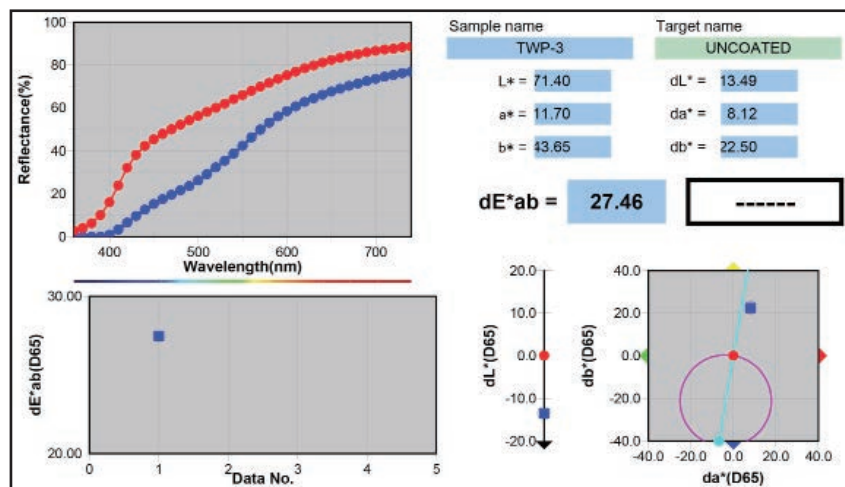 Sample name
Target name
TWP-3
UNCOATED
L* = 71.40
dL* = 13.49
a* = 11.70
da* = 8.12
b* = 43.65
db* = 22.50
dE*ab = 27.46
------
Reflectance(%)
100
80
60
40
20
0
400 500 600 700
Wavelength(nm)
dE*ab(D65)
30.00
20.00
0 1 2 3 4 5
Data No.
dL*(D65)
20.0
10.0
0.0
-10.0
-20.0
db*(D65)
40.0
20.0
0.0
-20.0
-40.0
-40.0 -20.0 0.0 20.0 40.0
da*(D65)